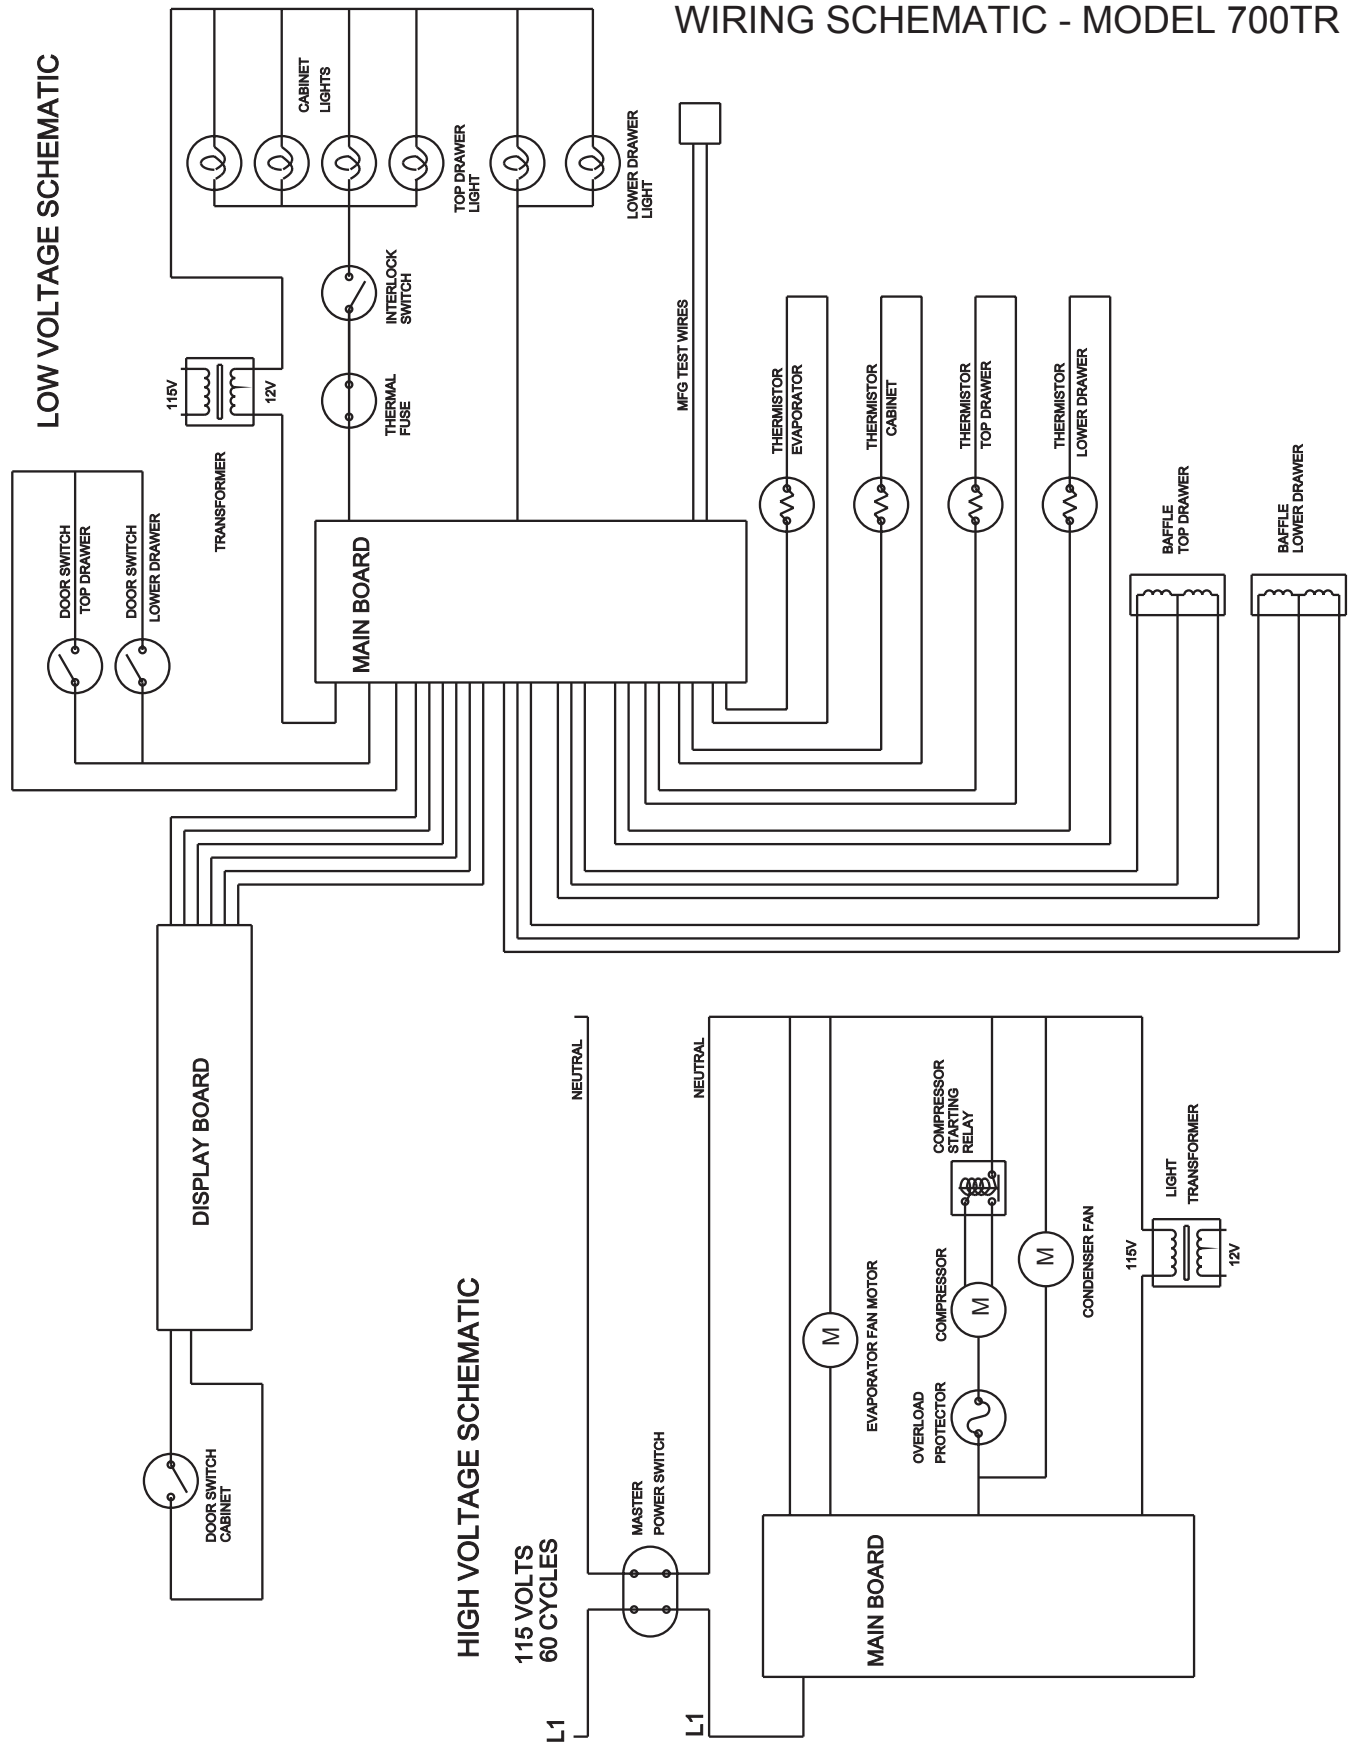 WIRING SCHEMATIC - MODEL 700TR
LOW VOLTAGE SCHEMATIC
CABINET
LIGHTS
TOP DRAWER
LIGHT
LOWER DRAWER
LIGHT
INTERLOCK
SWITCH
THERMAL
FUSE
115V
12V
TRANSFORMER
DOOR SWITCH
TOP DRAWER
DOOR SWITCH
LOWER DRAWER
MAIN BOARD
MFG TEST WIRES
THERMISTOR
EVAPORATOR
THERMISTOR
CABINET
THERMISTOR
TOP DRAWER
THERMISTOR
LOWER DRAWER
BAFFLE
TOP DRAWER
BAFFLE
LOWER DRAWER
DISPLAY BOARD
DOOR SWITCH
CABINET
HIGH VOLTAGE SCHEMATIC
115 VOLTS
60 CYCLES
L1
L1
NEUTRAL
NEUTRAL
MASTER
POWER SWITCH
MAIN BOARD
M
EVAPORATOR FAN MOTOR
OVERLOAD
PROTECTOR
M
COMPRESSOR
COMPRESSOR
STARTING
RELAY
M
CONDENSER FAN
115V
12V
LIGHT
TRANSFORMER